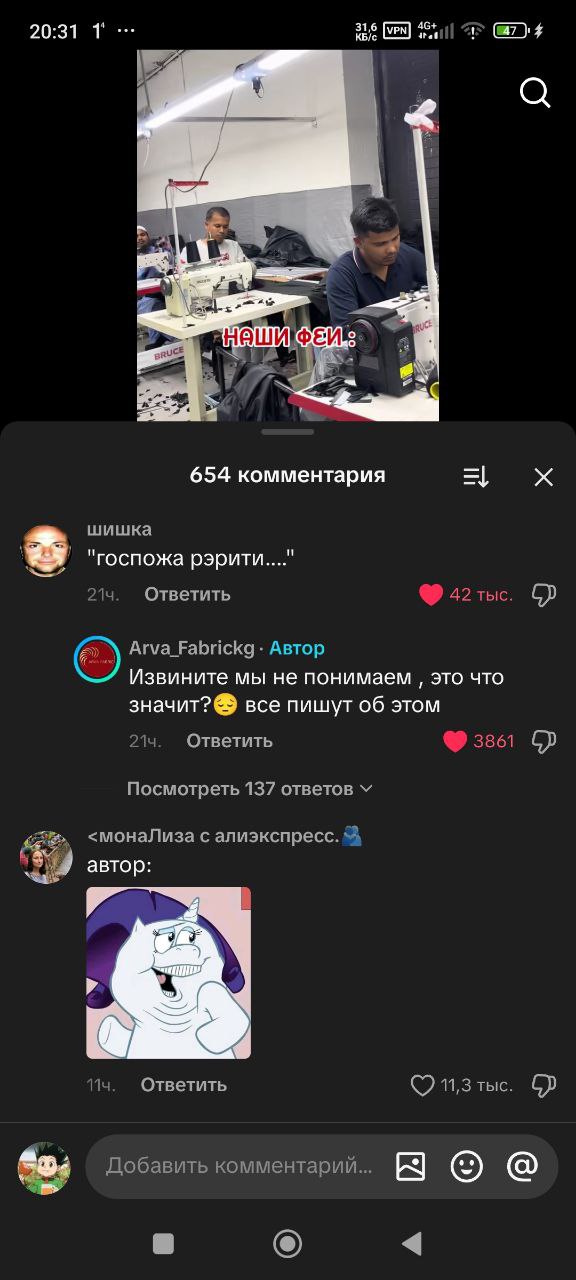 20:31
31,6
КБ/с
VPN
4G+
47
BRUCE
BRUCE
НАШИ ФЕИ :
654 комментария
шишка
"госпожа рэрити...."
21ч.
Ответить
42 тыс.
Arva_Fabrickg · Автор
Извините мы не понимаем , это что
значит?😔 все пишут об этом
21ч.
Ответить
3861
Посмотреть 137 ответов
<монаЛиза с алиэкспресс.🫂
автор:
11ч.
Ответить
11,3 тыс.
Добавить комментарий...